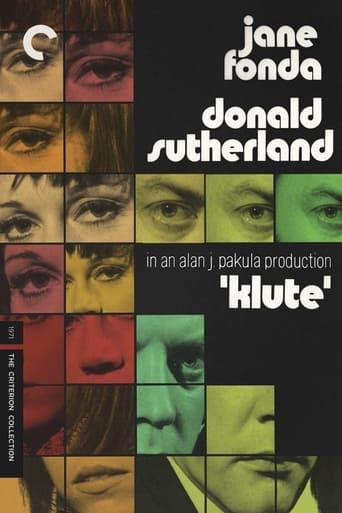 jane
fonda
donald
sutherland
in an alan j. pakula production
'klute'
1971
THE CRITERION COLLECTION